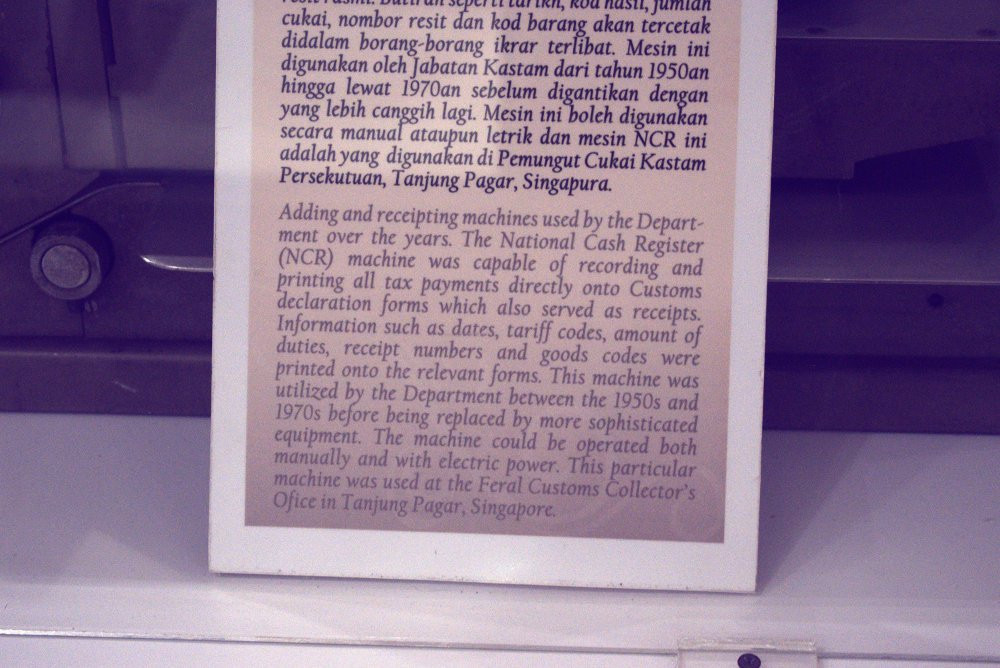 resit rasmi. Butiran seperti tarikh, kod hasil, jumlah
cukai, nombor resit dan kod barang akan tercetak
didalam borang-borang ikrar terlibat. Mesin ini
digunakan oleh Jabatan Kastam dari tahun 1950an
hingga lewat 1970an sebelum digantikan dengan
yang lebih canggih lagi. Mesin ini boleh digunakan
secara manual ataupun letrik dan mesin NCR ini
adalah yang digunakan di Pemungut Cukai Kastam
Persekutuan, Tanjung Pagar, Singapura.
Adding and receipting machines used by the Depart-
ment over the years. The National Cash Register
(NCR) machine was capable of recording and
printing all tax payments directly onto Customs
declaration forms which also served as receipts.
Information such as dates, tariff codes, amount of
duties, receipt numbers and goods codes were
printed onto the relevant forms. This machine was
utilized by the Department between the 1950s and
1970s before being replaced by more sophisticated
equipment. The machine could be operated both
manually and with electric power. This particular
machine was used at the Feral Customs Collector's
Ofice in Tanjung Pagar, Singapore.